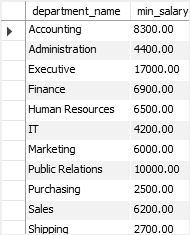 department_name min_salary
Accounting 8300.00
Administration 4400.00
Executive 17000.00
Finance 6900.00
Human Resources 6500.00
IT 4200.00
Marketing 6000.00
Public Relations 10000.00
Purchasing 2500.00
Sales 6200.00
Shipping 2700.00